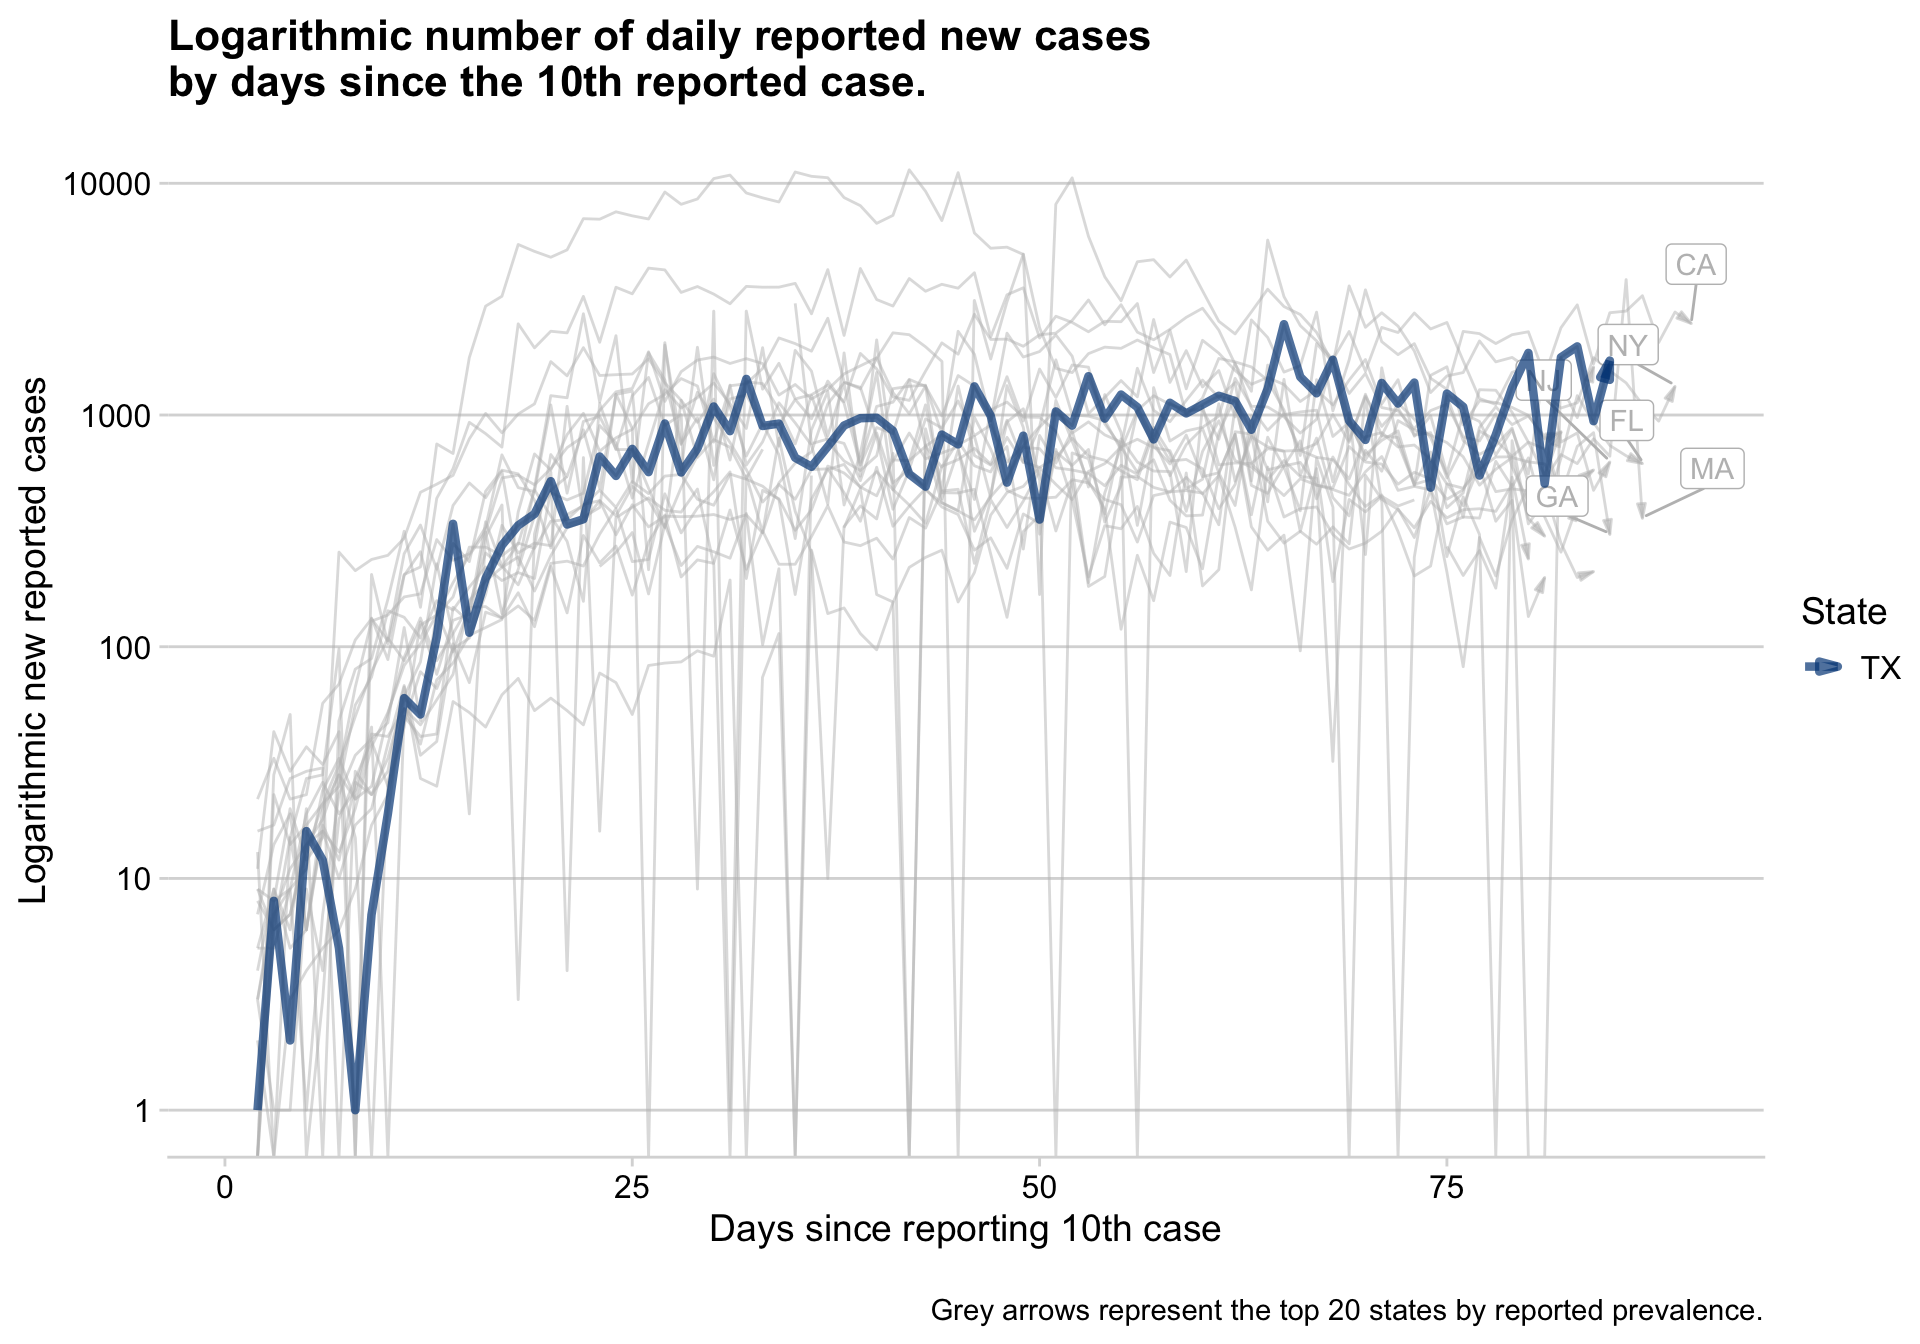 Logarithmic number of daily reported new cases
by days since the 10th reported case.
Logarithmic new reported cases
10000
1000
100
10
1
CA
NY
NJ
FL
MA
GA
State
TX
0
25
50
75
Days since reporting 10th case
Grey arrows represent the top 20 states by reported prevalence.